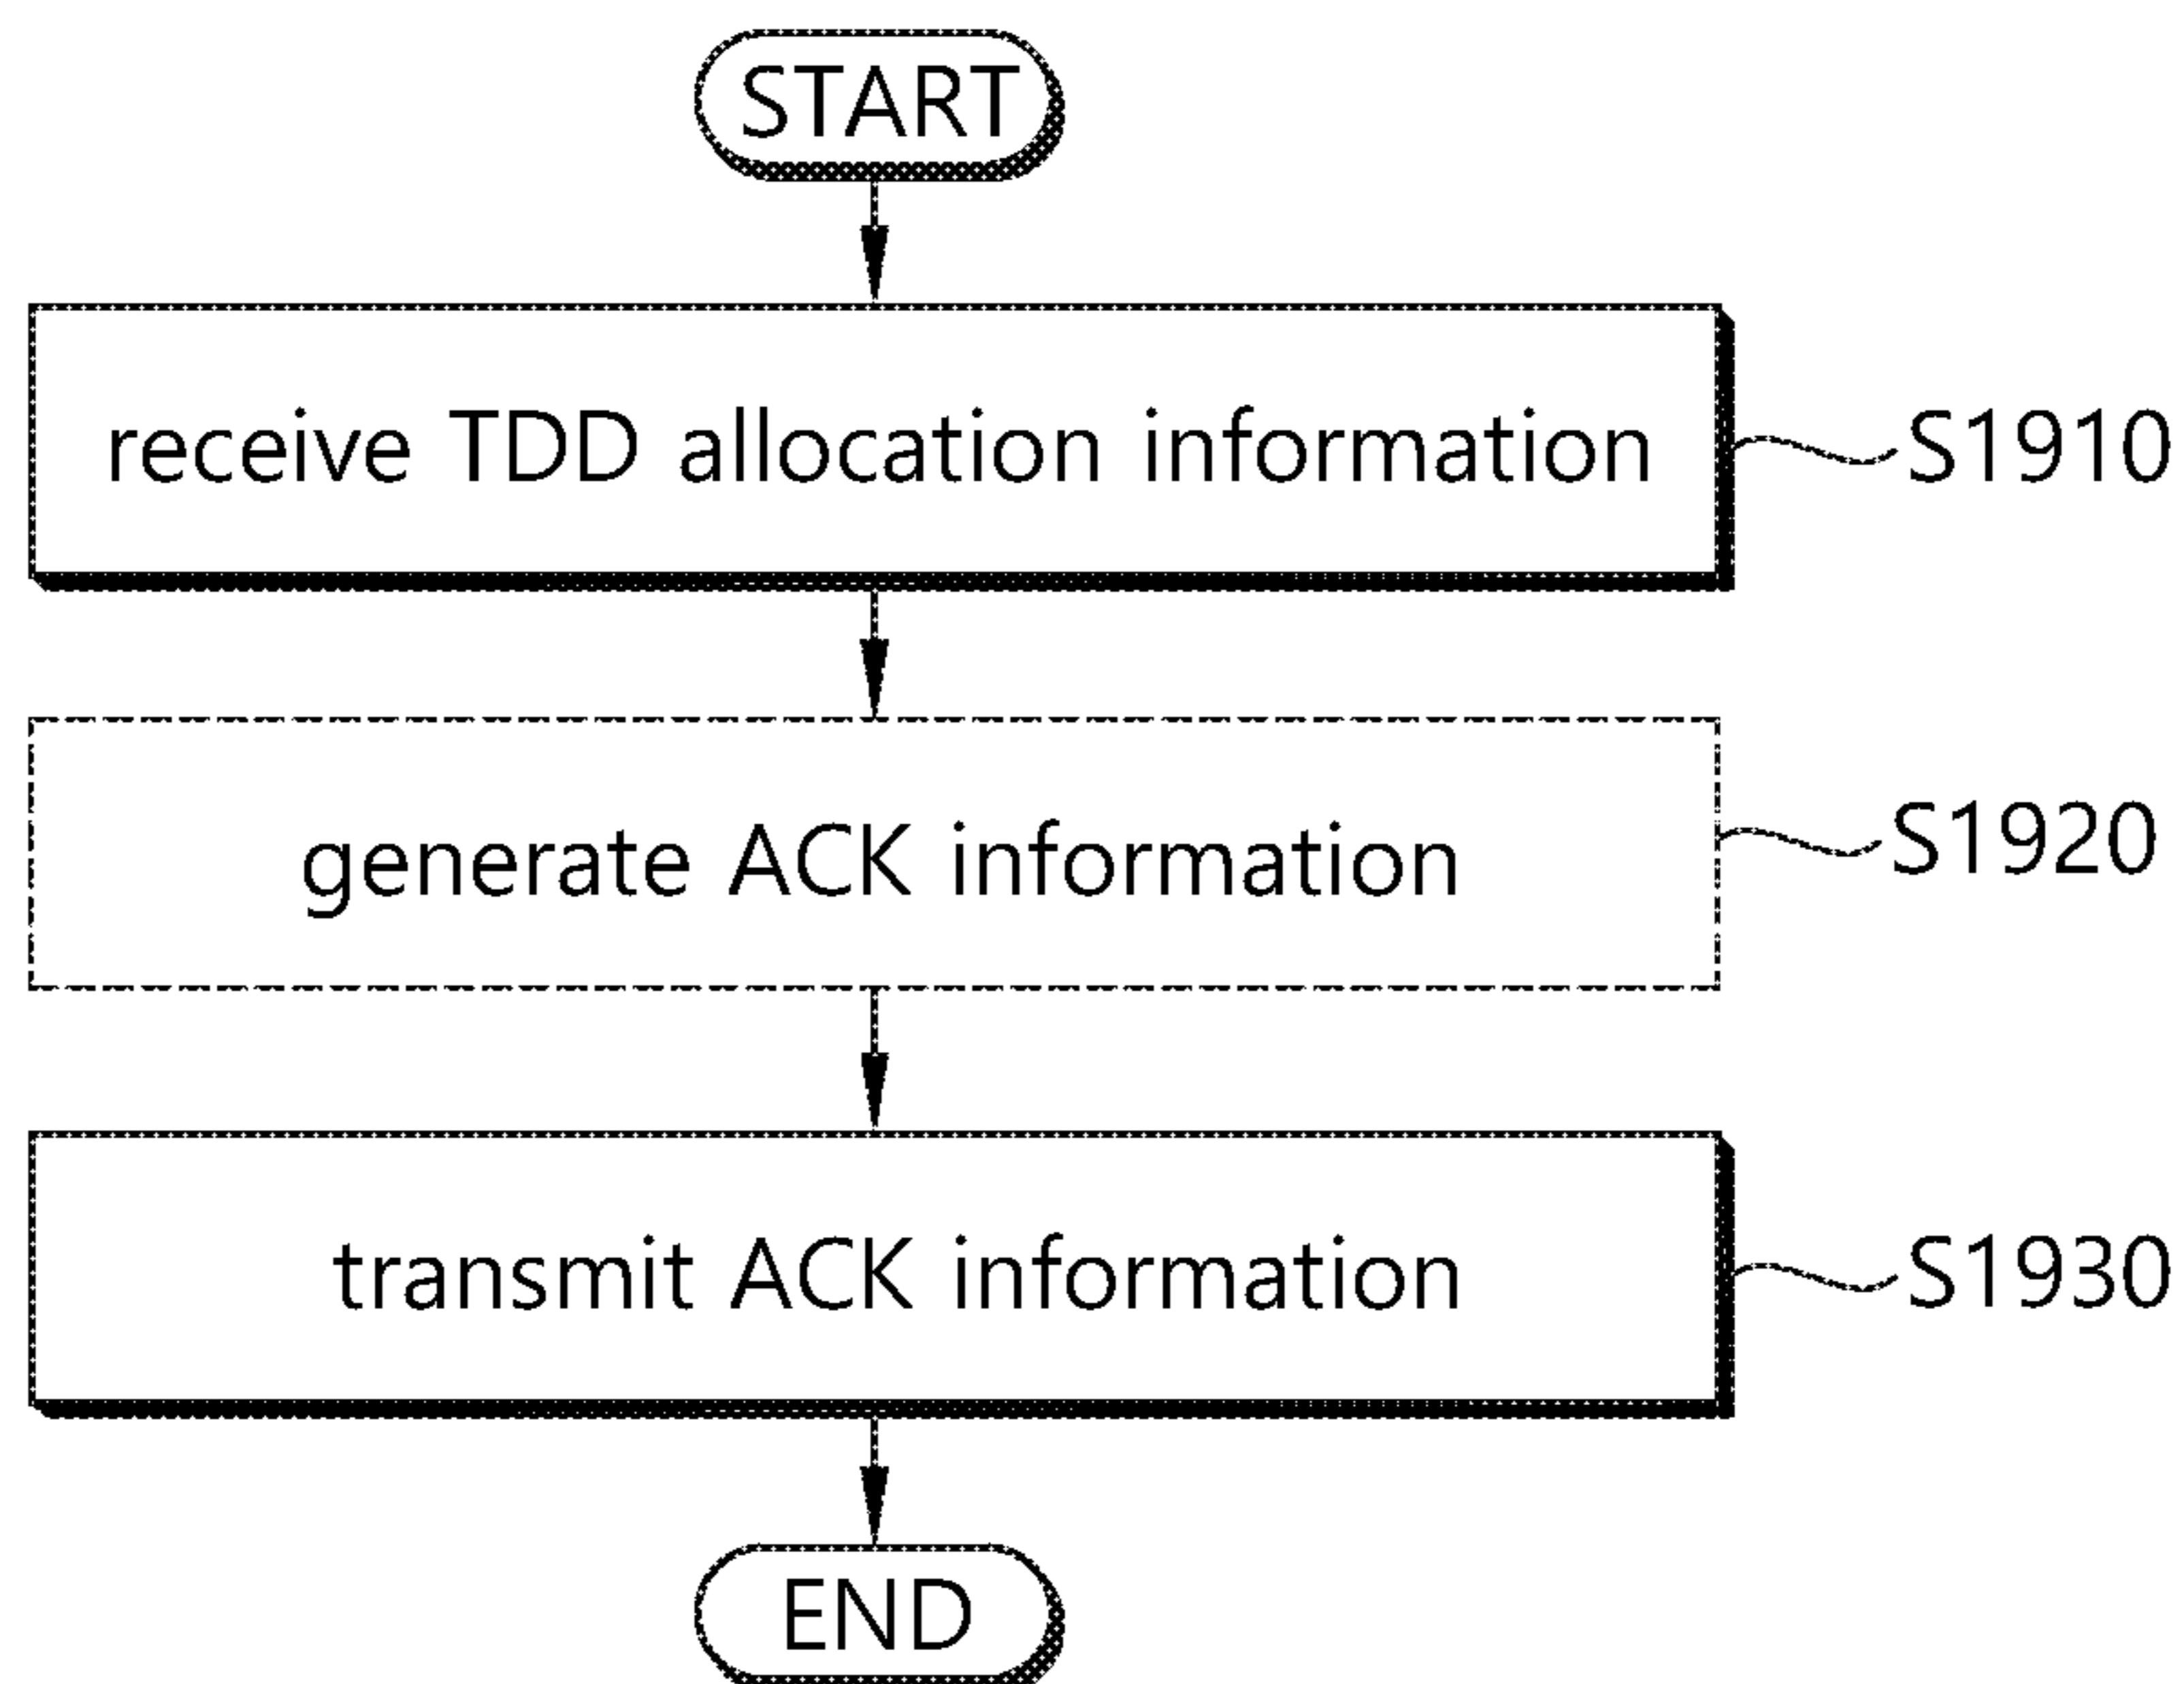 START
receive TDD allocation information
S1910
generate ACK information
S1920
transmit ACK information
S1930
END